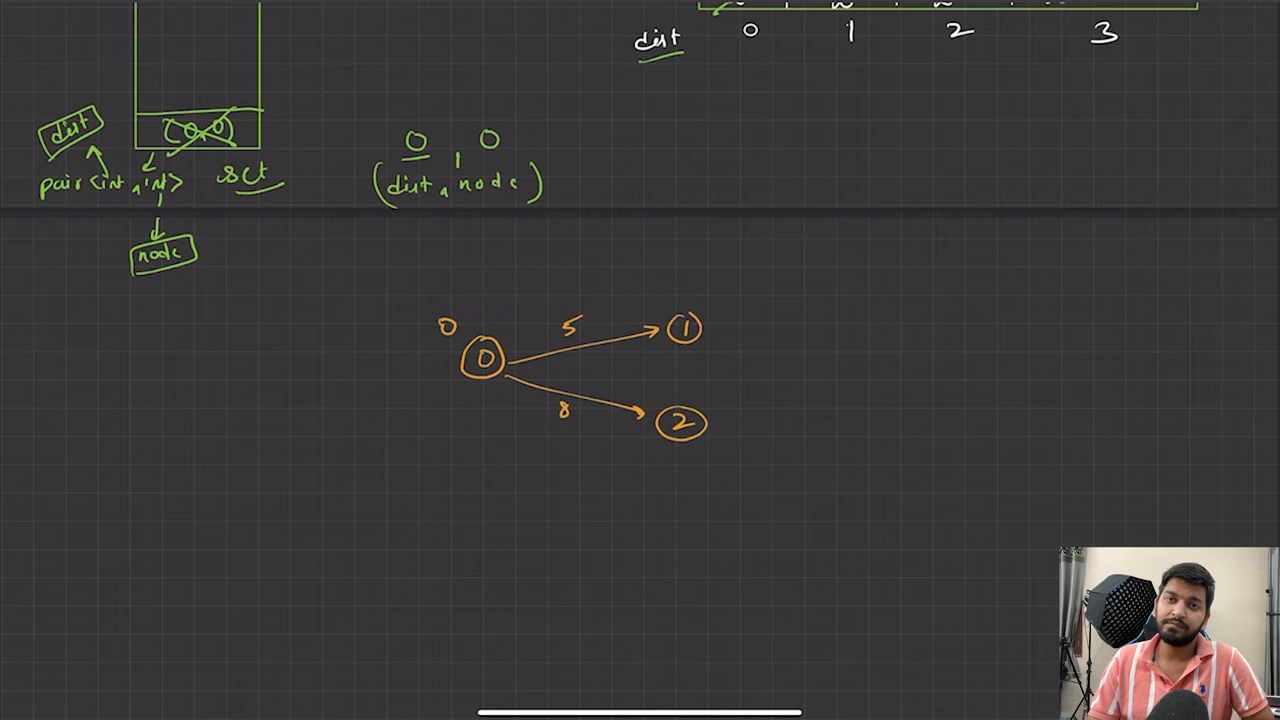 dist 0 1 2 3
dist (0,0)
0 0
pair<int, int> set (dist, node)
node
0 5 1
0
8 2